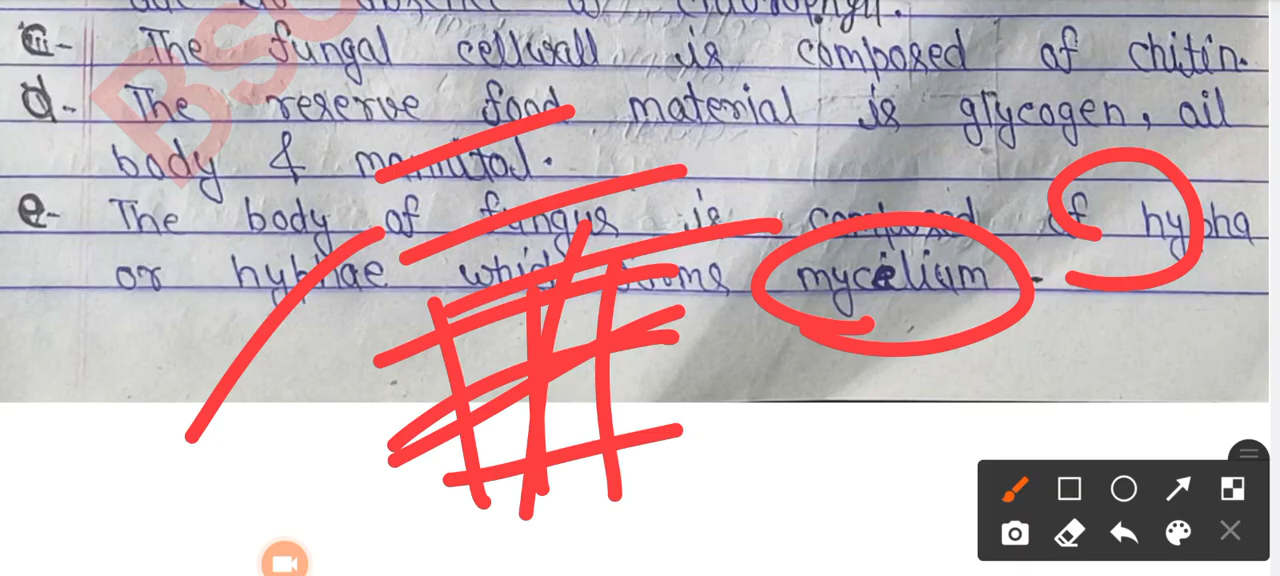 c- The fungal cellwall is composed of chitin.
d- The reserve food material is glycogen, oil
body & mannitol.
e- The body of fungus is composed of hypha
or hyphae which forms mycelium -
BSC